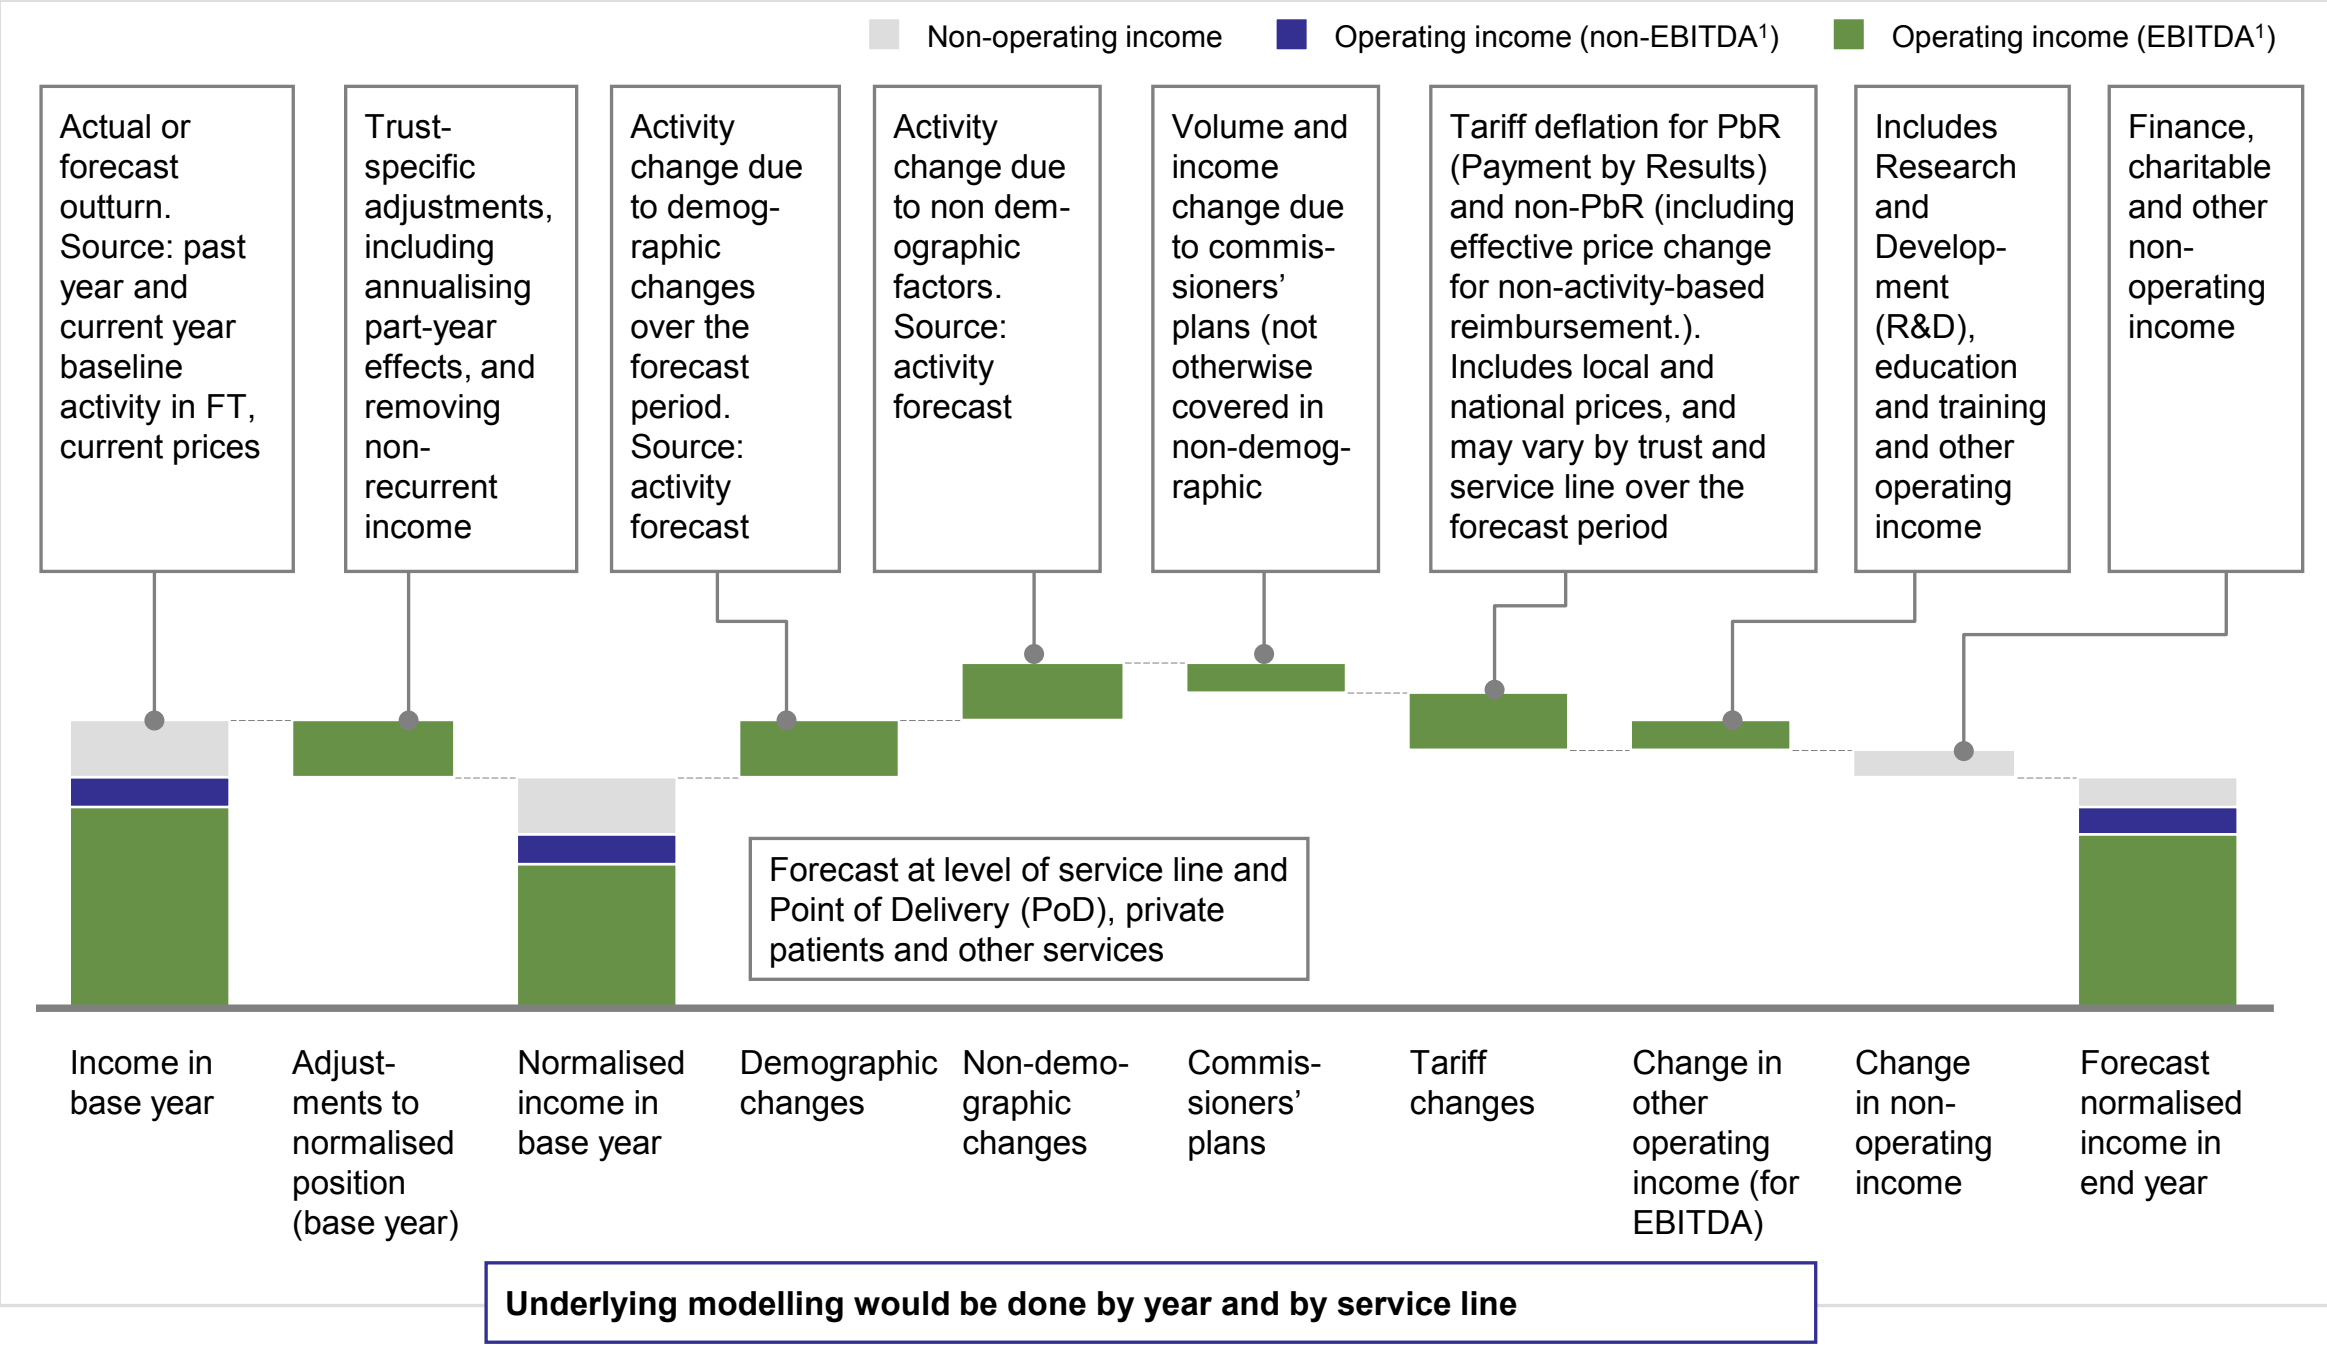 Non-operating income
Operating income (non-EBITDA¹)
Operating income (EBITDA¹)
Actual or
forecast
outturn.
Source: past
year and
current year
baseline
activity in FT,
current prices
Trust-
specific
adjustments,
including
annualising
part-year
effects, and
removing
non-
recurrent
income
Activity
change due
to demog-
raphic
changes
over the
forecast
period.
Source:
activity
forecast
Activity
change due
to non dem-
ographic
factors.
Source:
activity
forecast
Volume and
income
change due
to commis-
sioners’
plans (not
otherwise
covered in
non-demog-
raphic
Tariff deflation for PbR
(Payment by Results)
and non-PbR (including
effective price change
for non-activity-based
reimbursement.).
Includes local and
national prices, and
may vary by trust and
service line over the
forecast period
Includes
Research
and
Develop-
ment
(R&D),
education
and training
and other
operating
income
Finance,
charitable
and other
non-
operating
income
Forecast at level of service line and
Point of Delivery (PoD), private
patients and other services
Income in
base year
Adjust-
ments to
normalised
position
(base year)
Normalised
income in
base year
Demographic
changes
Non-demo-
graphic
changes
Commis-
sioners’
plans
Tariff
changes
Change in
other
operating
income (for
EBITDA)
Change
in non-
operating
income
Forecast
normalised
income in
end year
Underlying modelling would be done by year and by service line